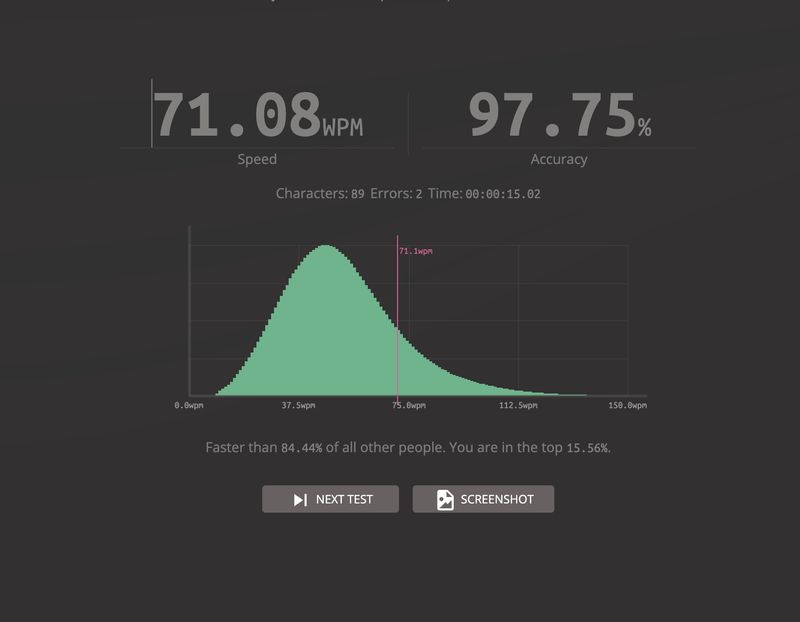 71.08WPM
97.75%
Speed
Accuracy
Characters: 89 Errors: 2 Time: 00:00:15.02
71.1wpm
0.0wpm
37.5wpm
75.0wpm
112.5wpm
150.0wpm
Faster than 84.44% of all other people. You are in the top 15.56%.
NEXT TEST
SCREENSHOT